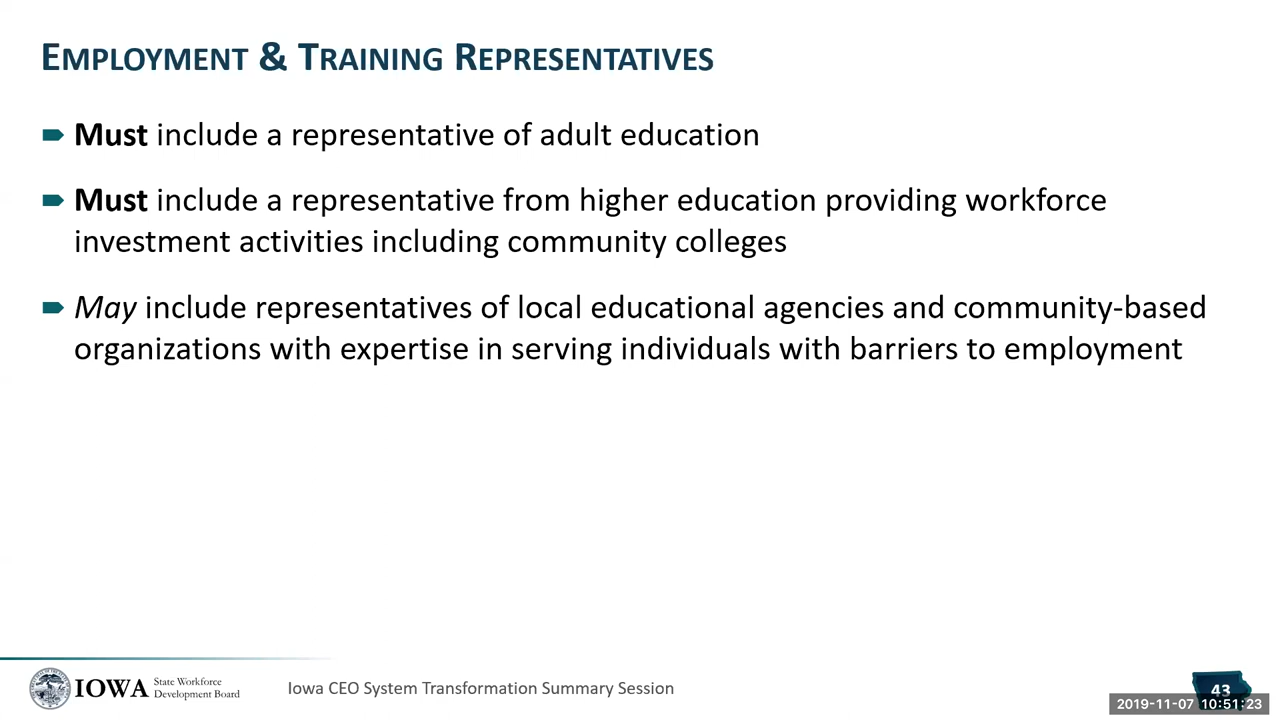 EMPLOYMENT & TRAINING REPRESENTATIVES
Must include a representative of adult education
Must include a representative from higher education providing workforce
investment activities including community colleges
May include representatives of local educational agencies and community-based
organizations with expertise in serving individuals with barriers to employment
IOWA State Workforce
Development Board
Iowa CEO System Transformation Summary Session
43
2019-11-07 10:51:23